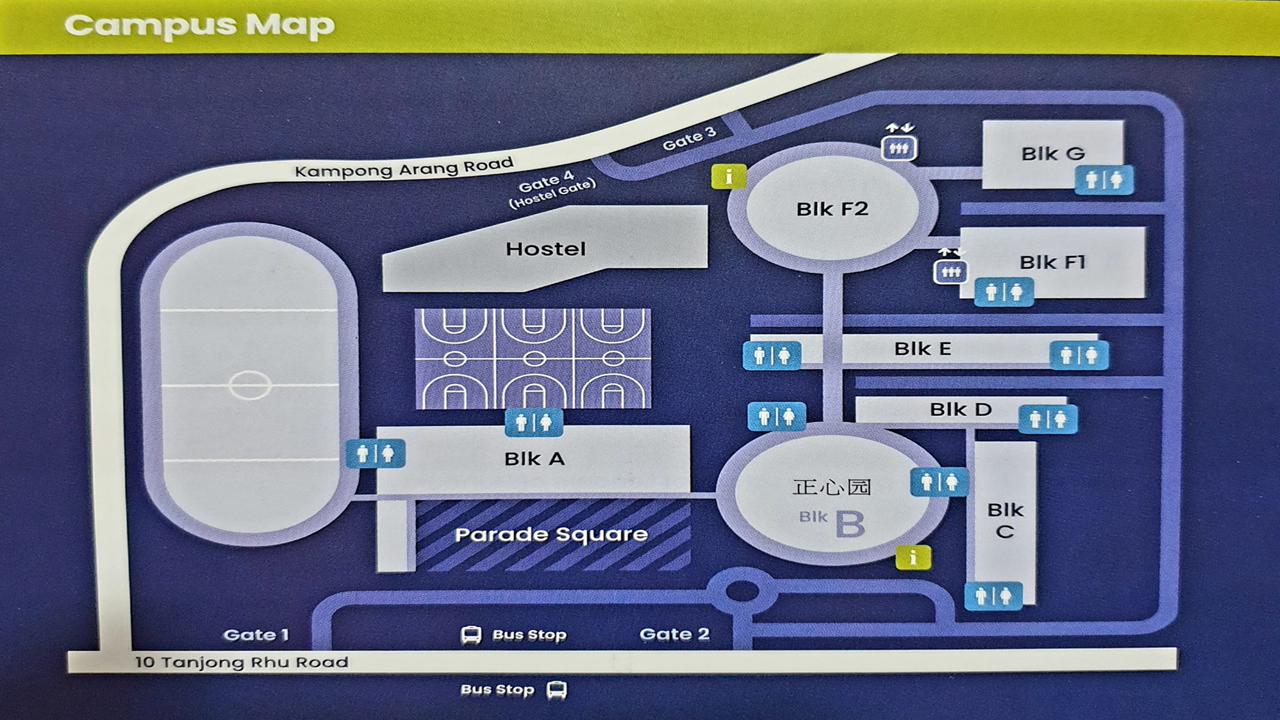 Campus Map
Kampong Arang Road
Gate 3
Gate 4
(Hostel Gate)
Hostel
i
Blk F2
Blk G
Blk F1
Blk E
Blk D
Blk A
正心园
Blk B
Blk
C
Parade Square
i
Gate 1
Bus Stop
Gate 2
10 Tanjong Rhu Road
Bus Stop